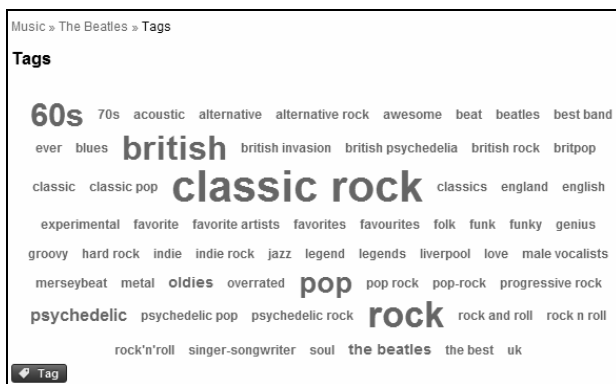 Music » The Beatles » Tags
Tags
60s 70s acoustic alternative alternative rock awesome beat beatles best band
ever blues british british invasion british psychedelia british rock britpop
classic classic pop classic rock classics england english
experimental favorite favorite artists favorites favourites folk funk funky genius
groovy hard rock indie indie rock jazz legend legends liverpool love male vocalists
merseybeat metal oldies overrated pop pop rock pop-rock progressive rock
psychedelic psychedelic pop psychedelic rock rock rock and roll rock n roll
rock'n'roll singer-songwriter soul the beatles the best uk
Tag